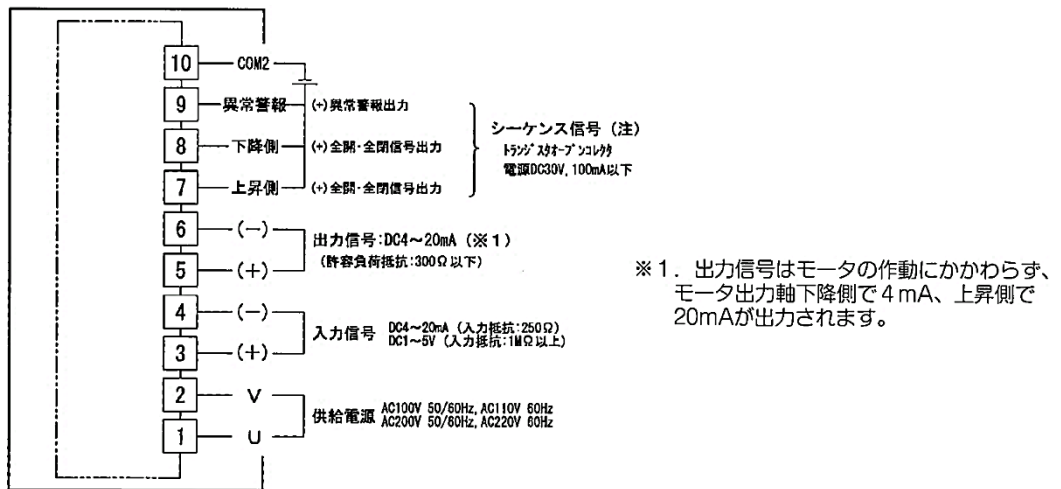 10 COM2
9 異常警報 (+)異常警報出力
8 下降側 (+)全開・全閉信号出力
7 上昇側 (+)全開・全閉信号出力
シーケンス信号（注）
トランジスタオープンコレクタ
電源DC30V, 100mA以下
6 (－)
5 (+)
出力信号:DC4～20mA（※1）
(許容負荷抵抗:300Ω以下)
4 (－)
3 (+)
入力信号 DC4～20mA（入力抵抗:250Ω）
DC1～5V（入力抵抗:1MΩ以上）
2 V
1 U
供給電源 AC100V 50/60Hz, AC110V 60Hz
AC200V 50/60Hz, AC220V 60Hz
※1．出力信号はモータの作動にかかわらず、
モータ出力軸下降側で4mA、上昇側で
20mAが出力されます。